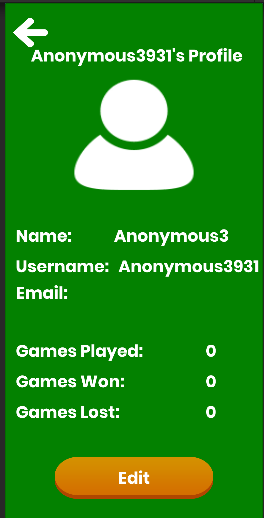 Anonymous3931's Profile
Name: Anonymous3
Username: Anonymous3931
Email:
Games Played: 0
Games Won: 0
Games Lost: 0
Edit